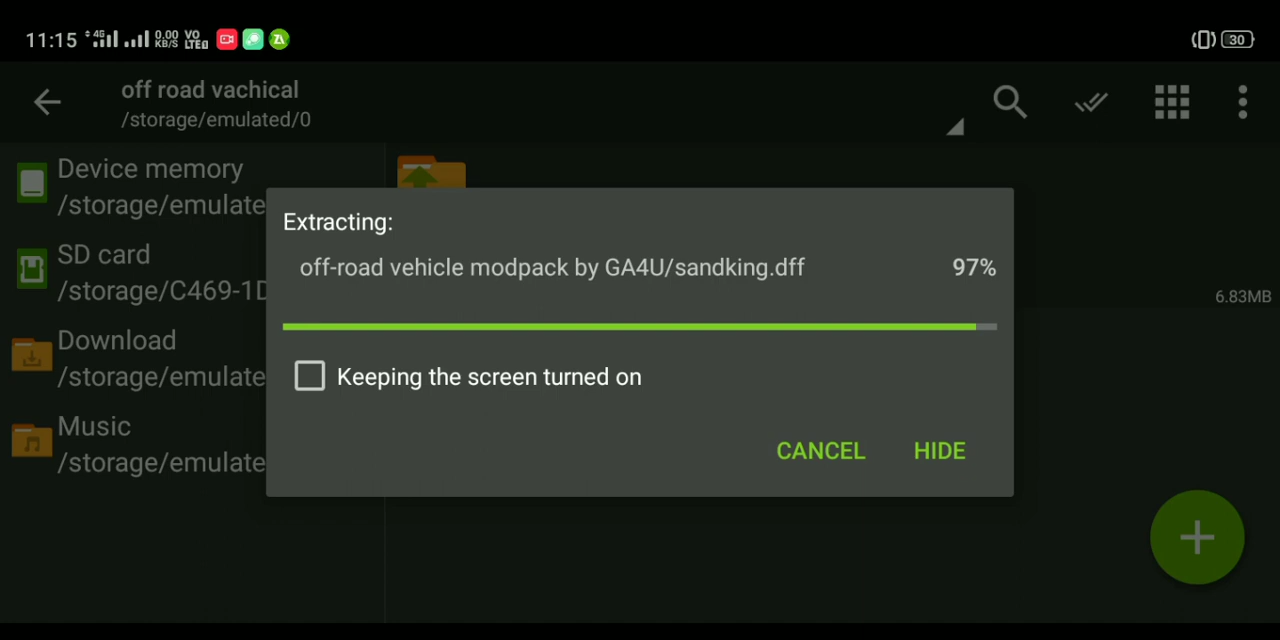 11:15 4G 0.00 KB/S VO LTE 30
off road vachical
/storage/emulated/0
Device memory
/storage/emulate
SD card
/storage/C469-1D
Download
/storage/emulate
Music
/storage/emulate
Extracting:
off-road vehicle modpack by GA4U/sandking.dff 97%
6.83MB
Keeping the screen turned on
CANCEL HIDE